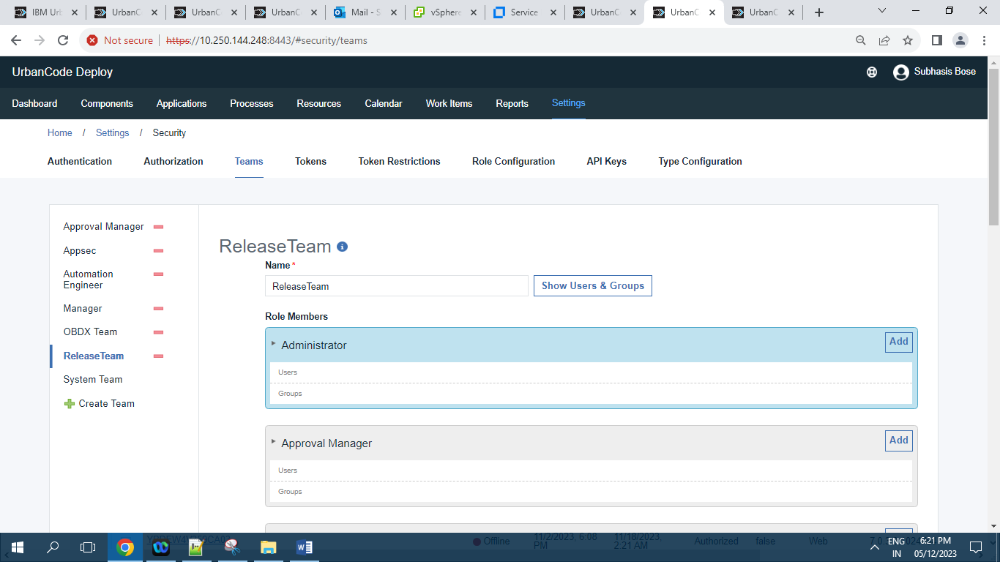 IBM Urb
UrbanC
UrbanC
UrbanC
Mail - S
vSphere
Service
UrbanC
UrbanC
UrbanC
Not secure
https://10.250.144.248:8443/#security/teams
UrbanCode Deploy
Subhasis Bose
Dashboard Components Applications Processes Resources Calendar Work Items Reports Settings
Home / Settings / Security
Authentication Authorization Teams Tokens Token Restrictions Role Configuration API Keys Type Configuration
Approval Manager
Appsec
Automation
Engineer
Manager
OBDX Team
ReleaseTeam
System Team
Create Team
ReleaseTeam
Name *
ReleaseTeam
Show Users & Groups
Role Members
Administrator
Add
Users
Groups
Approval Manager
Add
Users
Groups
Offline
11/2/2023, 6:08
PM
11/18/2023,
2:21 AM
Authorized
false
Web
ENG
IN
6:21 PM
05/12/2023